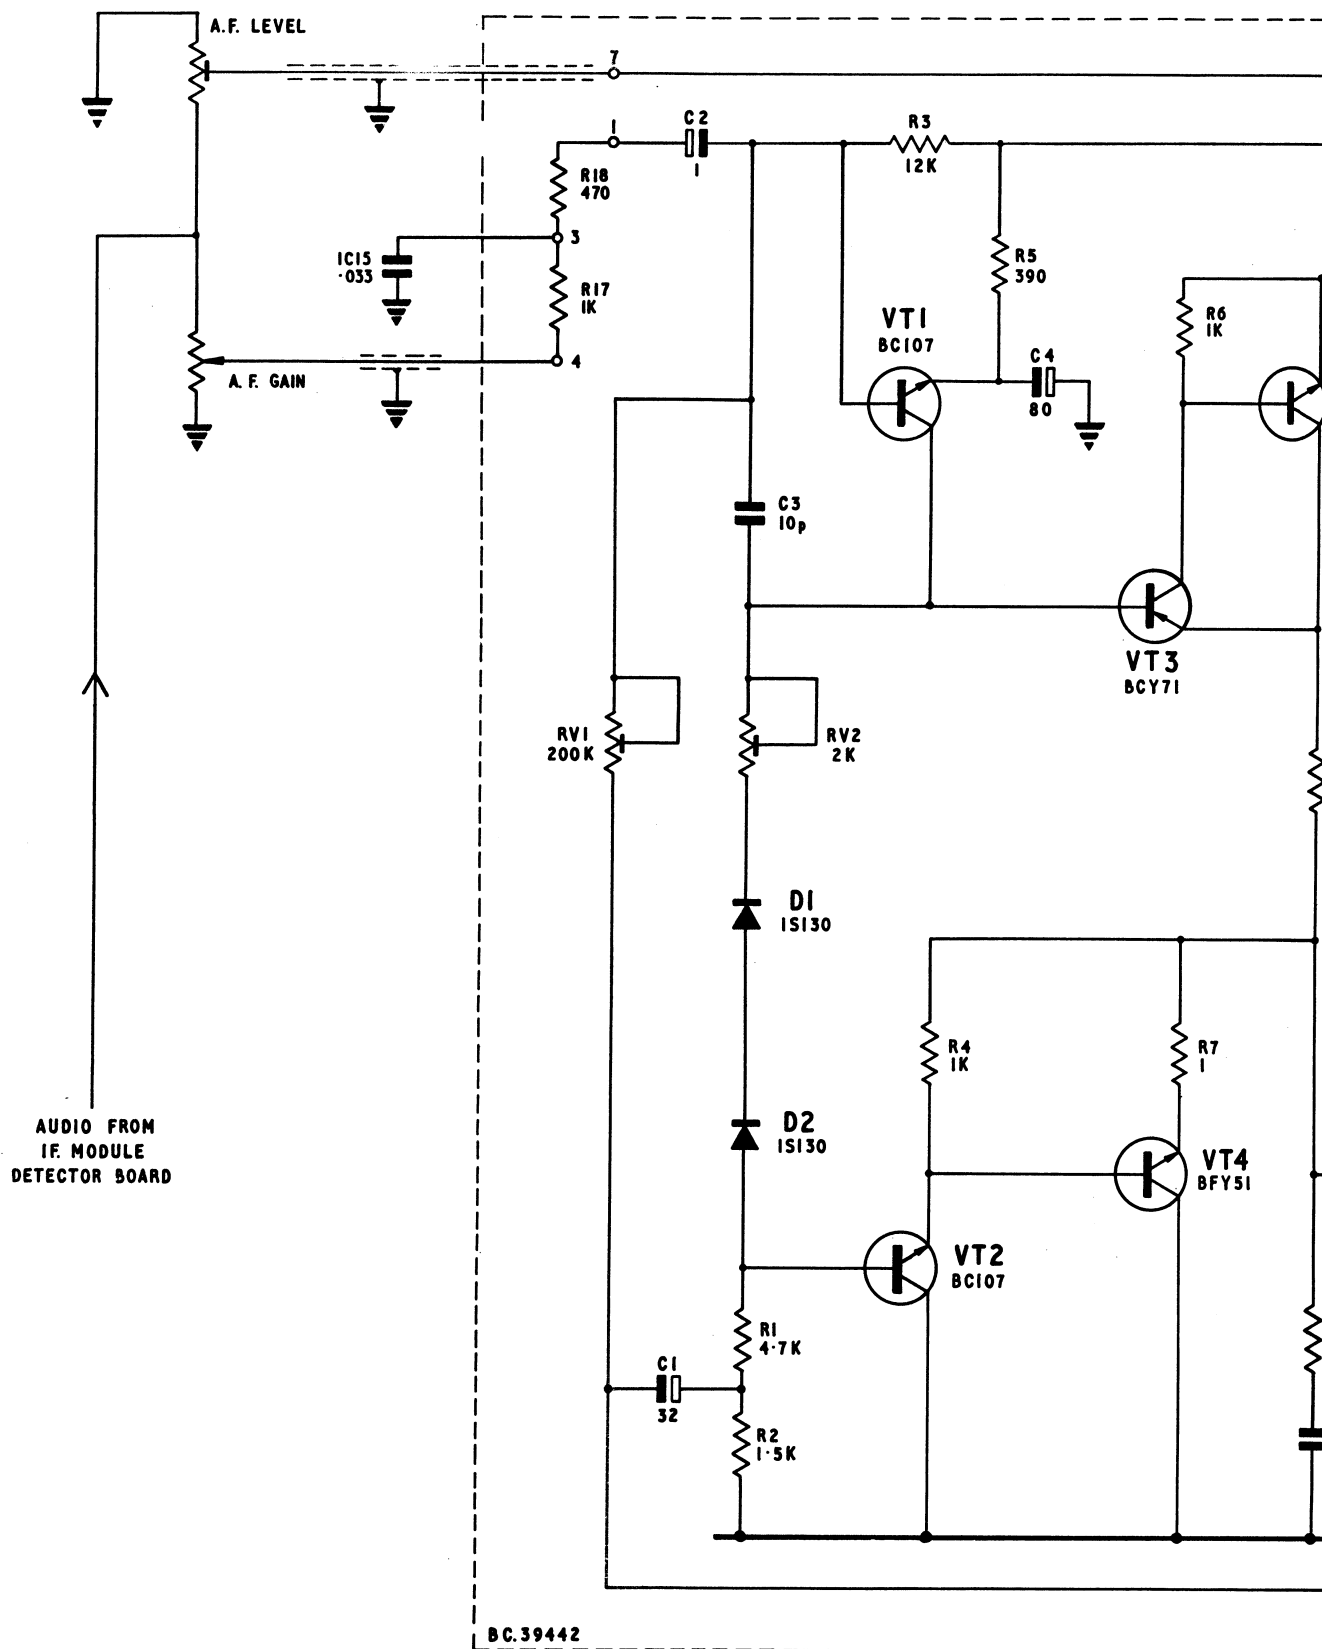 A.F. LEVEL
7
1
C2
1
R3
12K
R18
470
3
1C15
·033
R17
1K
4
A.F. GAIN
R5
390
VT1
BC107
C4
80
R6
1K
C3
10p
VT3
BCY71
RV1
200K
RV2
2K
D1
1S130
R4
1K
R7
1
AUDIO FROM
I.F. MODULE
DETECTOR BOARD
D2
1S130
VT4
BFY51
VT2
BC107
R1
4·7K
C1
32
R2
1·5K
BC.39442